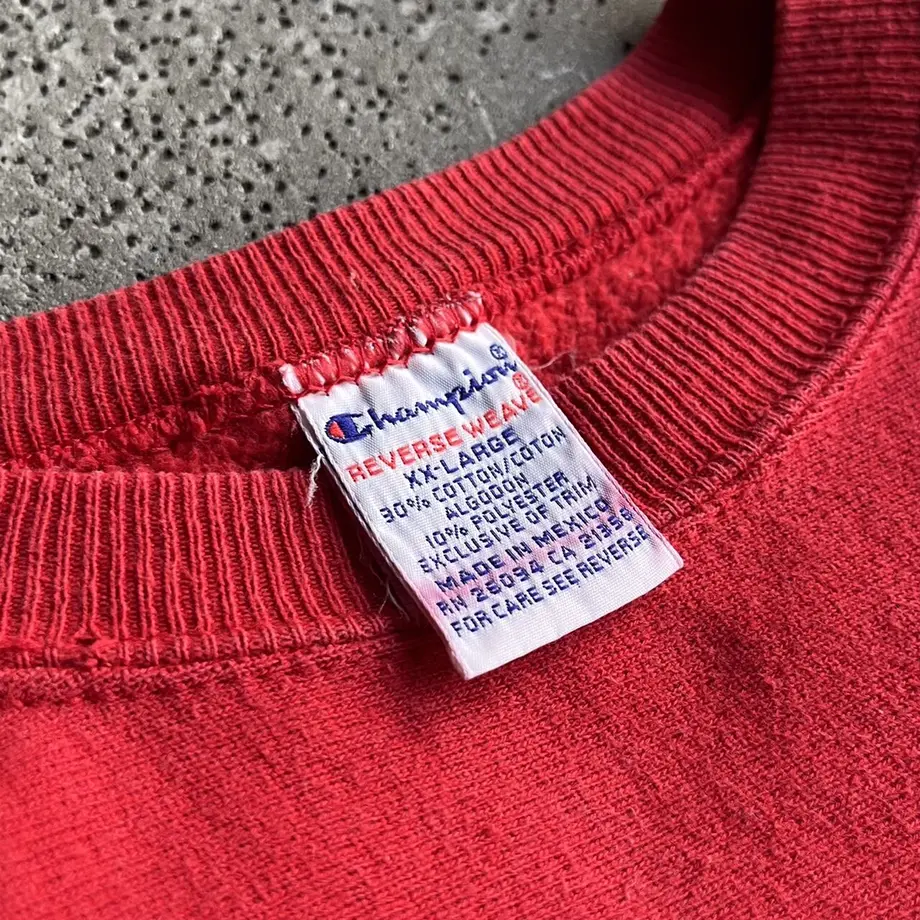 Champion®
REVERSE WEAVE®
XX-LARGE
90% COTTON/COTON
ALGODON
10% POLYESTER
EXCLUSIVE OF TRIM
MADE IN MEXICO
RN 26094 CA 21358
FOR CARE SEE REVERSE